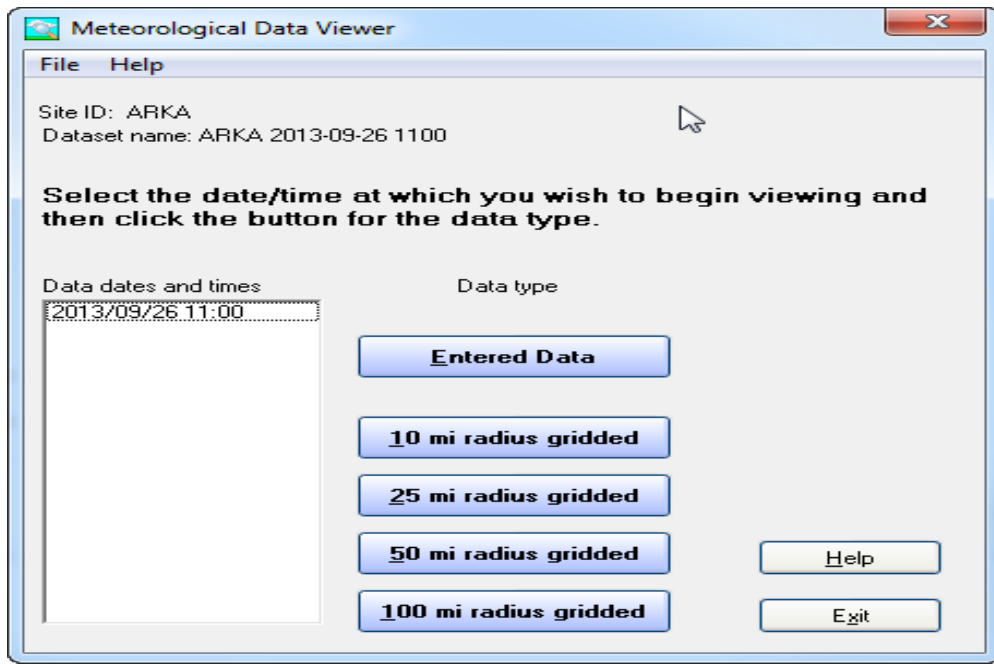 Meteorological Data Viewer
File Help
Site ID: ARKA
Dataset name: ARKA 2013-09-26 1100
Select the date/time at which you wish to begin viewing and
then click the button for the data type.
Data dates and times Data type
2013/09/26 11:00
Entered Data
10 mi radius gridded
25 mi radius gridded
50 mi radius gridded
Help
100 mi radius gridded
Exit